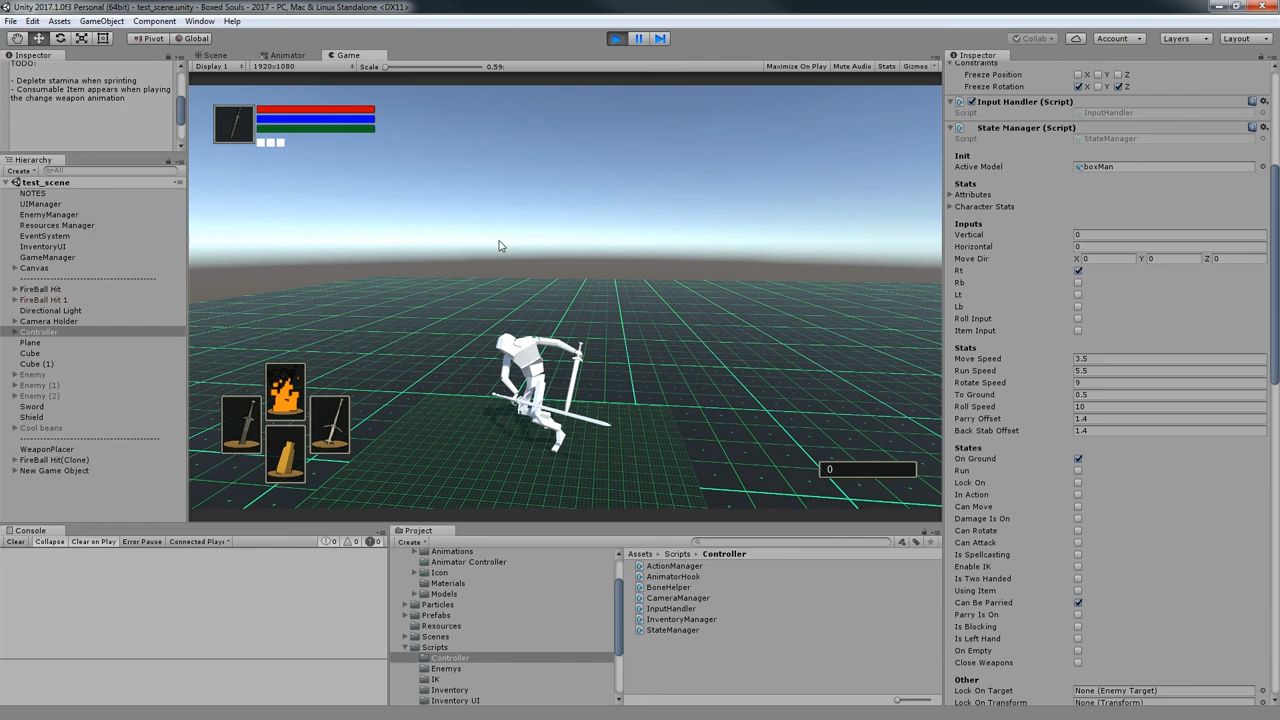 Unity 2017.1.0f3 Personal (64bit) - test_scene.unity - Boxed Souls - 2017 - PC, Mac & Linux Standalone <DX11>
File Edit Assets GameObject Component Window Help
Pivot Global Collab Account Layers Layout
Inspector
TODO:
- Deplete stamina when sprinting
- Consumable Item appears when playing
the change weapon animation
Hierarchy
Create All
test_scene
NOTES
UIManager
EnemyManager
Resources Manager
EventSystem
InventoryUI
GameManager
Canvas
FireBall Hit
FireBall Hit 1
Directional Light
Camera Holder
Controller
Plane
Cube
Cube (1)
Enemy
Enemy (1)
Enemy (2)
Sword
Shield
Cool beans
WeaponPlacer
FireBall Hit(Clone)
New Game Object
Scene Animator Game
Display 1 1920x1080 Scale 0.59: Maximize On Play Mute Audio Stats Gizmos
0
Console
Clear Collapse Clear on Play Error Pause Connected Player 0 0 0
Project
Create
Animations
Animator Controller
Icon
Materials
Models
Particles
Prefabs
Resources
Scenes
Scripts
Controller
Enemys
IK
Inventory
Inventory UI
Assets Scripts Controller
ActionManager
AnimatorHook
BoneHelper
CameraManager
InputHandler
InventoryManager
StateManager
Inspector
Constraints
Freeze Position X Y Z
Freeze Rotation X Y Z
Input Handler (Script)
Script InputHandler
State Manager (Script)
Script StateManager
Init
Active Model boxMan
Stats
Attributes
Character Stats
Inputs
Vertical 0
Horizontal 0
Move Dir X 0 Y 0 Z 0
Rt
Rb
Lt
Lb
Roll Input
Item Input
Stats
Move Speed 3.5
Run Speed 5.5
Rotate Speed 9
To Ground 0.5
Roll Speed 10
Parry Offset 1.4
Back Stab Offset 1.4
States
On Ground
Run
Lock On
In Action
Can Move
Damage Is On
Can Rotate
Can Attack
Is Spellcasting
Enable IK
Is Two Handed
Using Item
Can Be Parried
Parry Is On
Is Blocking
Is Left Hand
On Empty
Close Weapons
Other
Lock On Target None (Enemy Target)
Lock On Transform None (Transform)